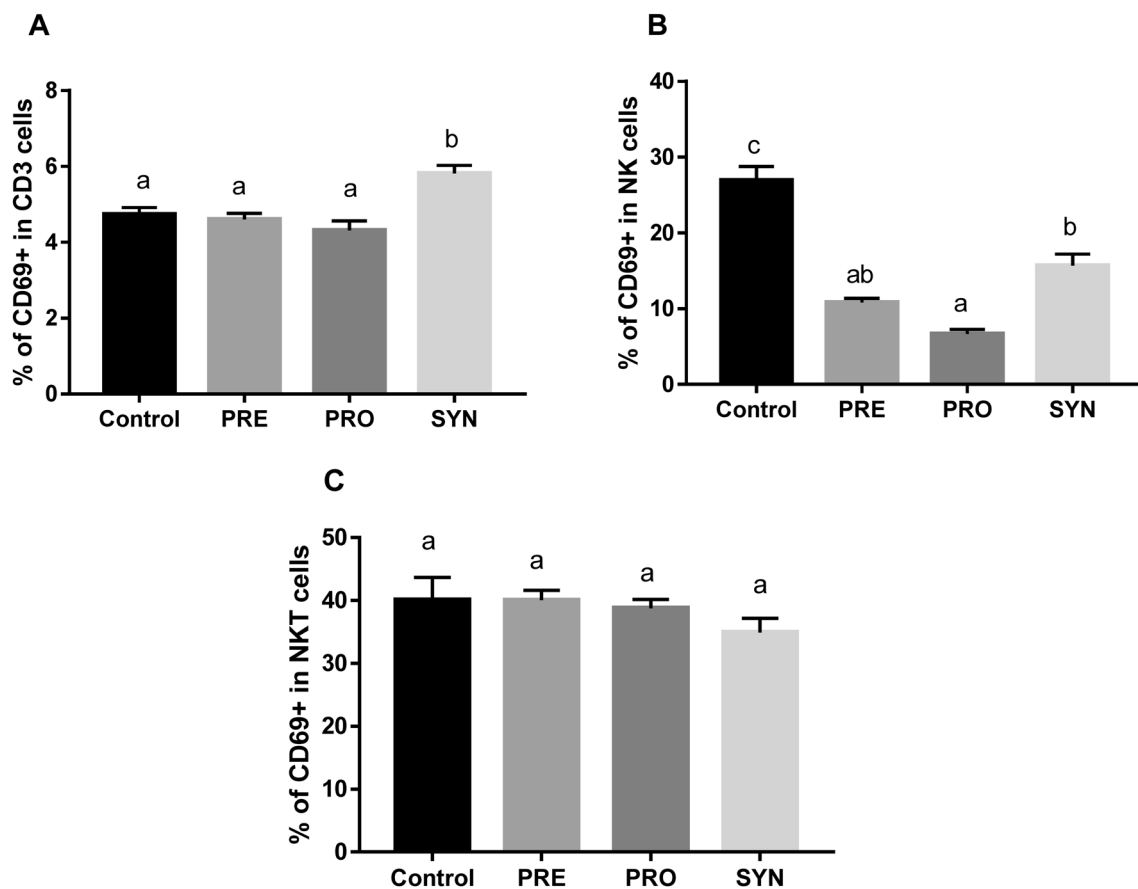 A
% of CD69+ in CD3 cells
8
6
4
2
0
a
a
a
b
Control
PRE
PRO
SYN
B
% of CD69+ in NK cells
40
30
20
10
0
c
ab
a
b
Control
PRE
PRO
SYN
C
% of CD69+ in NKT cells
50
40
30
20
10
0
a
a
a
a
Control
PRE
PRO
SYN